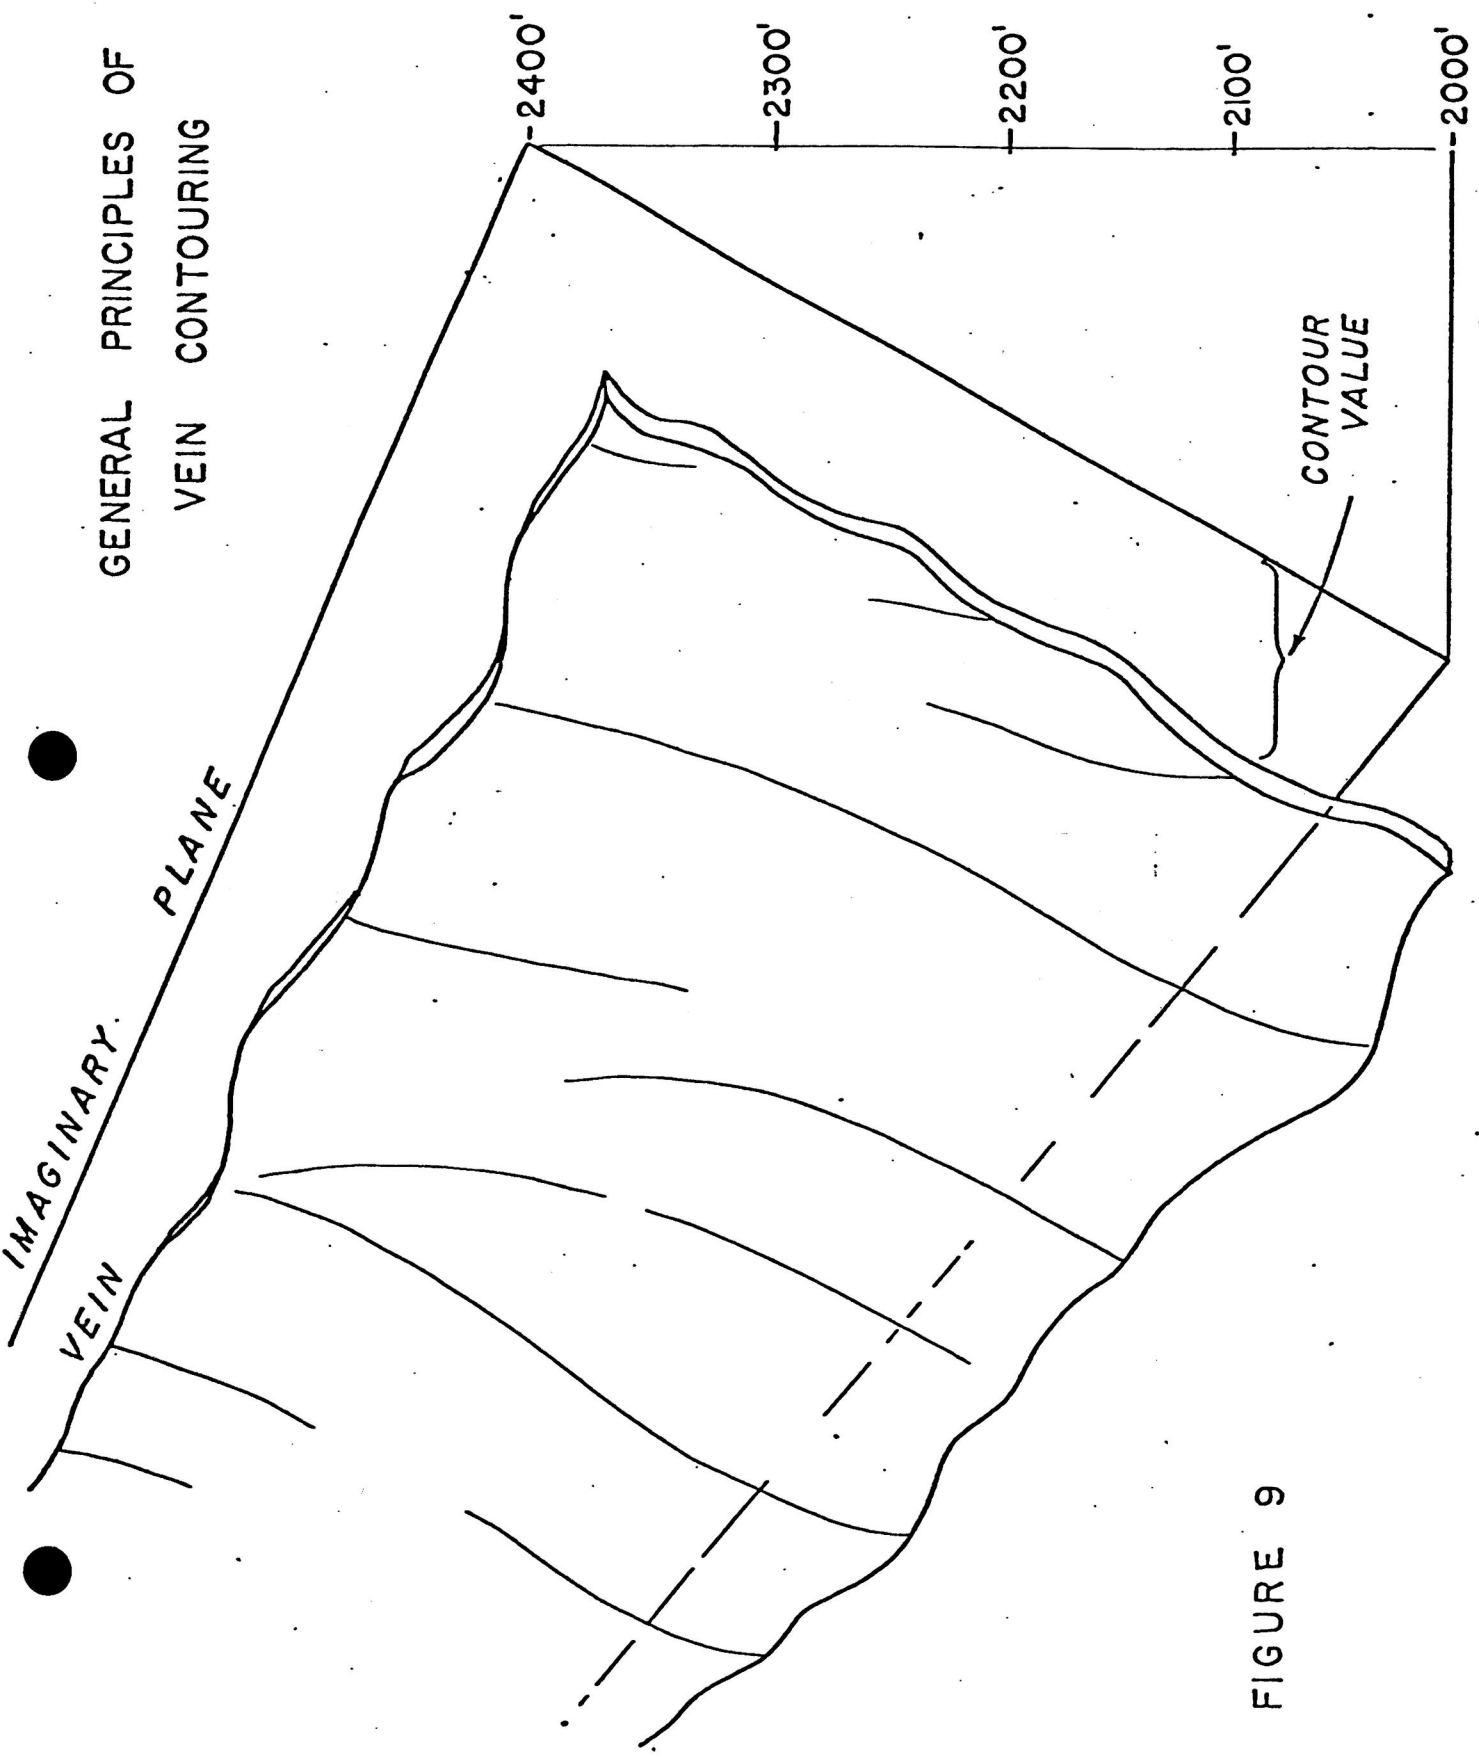 GENERAL PRINCIPLES OF
VEIN CONTOURING
IMAGINARY PLANE
VEIN
2400'
2300'
2200'
2100'
2000'
CONTOUR
VALUE
FIGURE 9